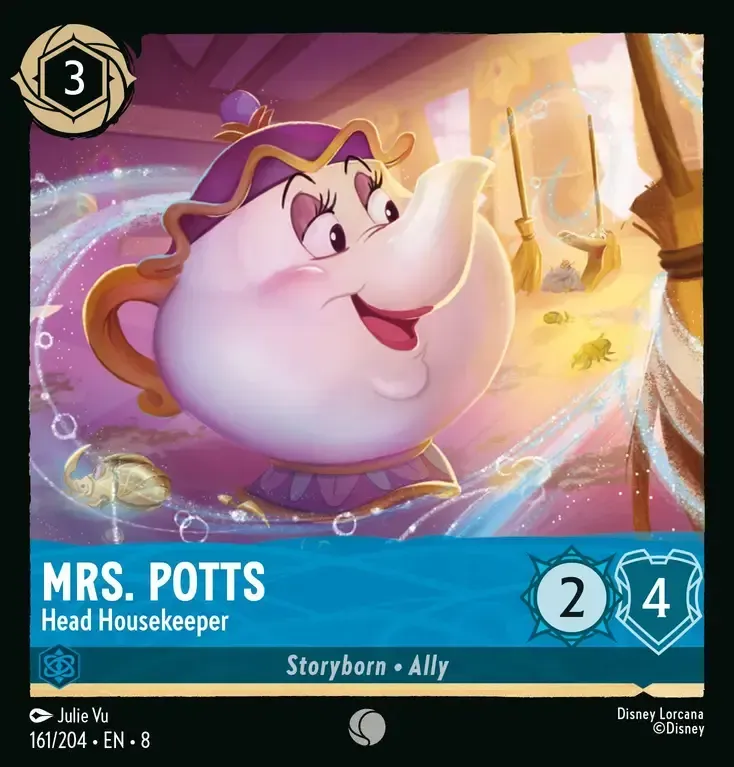 3
MRS. POTTS
Head Housekeeper
2
4
Storyborn • Ally
Julie Vu
161/204 • EN • 8
Disney Lorcana
©Disney